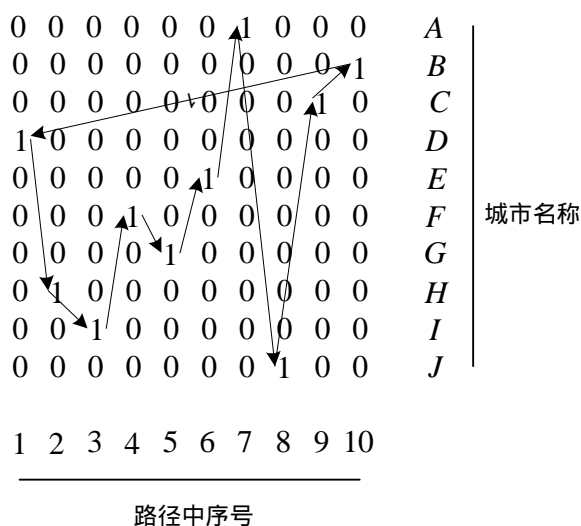 0 0 0 0 0 0 1 0 0 0 A
0 0 0 0 0 0 0 0 0 1 B
0 0 0 0 0 0 0 0 1 0 C
1 0 0 0 0 0 0 0 0 0 D
0 0 0 0 0 1 0 0 0 0 E
0 0 0 1 0 0 0 0 0 0 F
城市名称
0 0 0 0 1 0 0 0 0 0 G
0 1 0 0 0 0 0 0 0 0 H
0 0 1 0 0 0 0 0 0 0 I
0 0 0 0 0 0 0 1 0 0 J
1 2 3 4 5 6 7 8 9 10
路径中序号